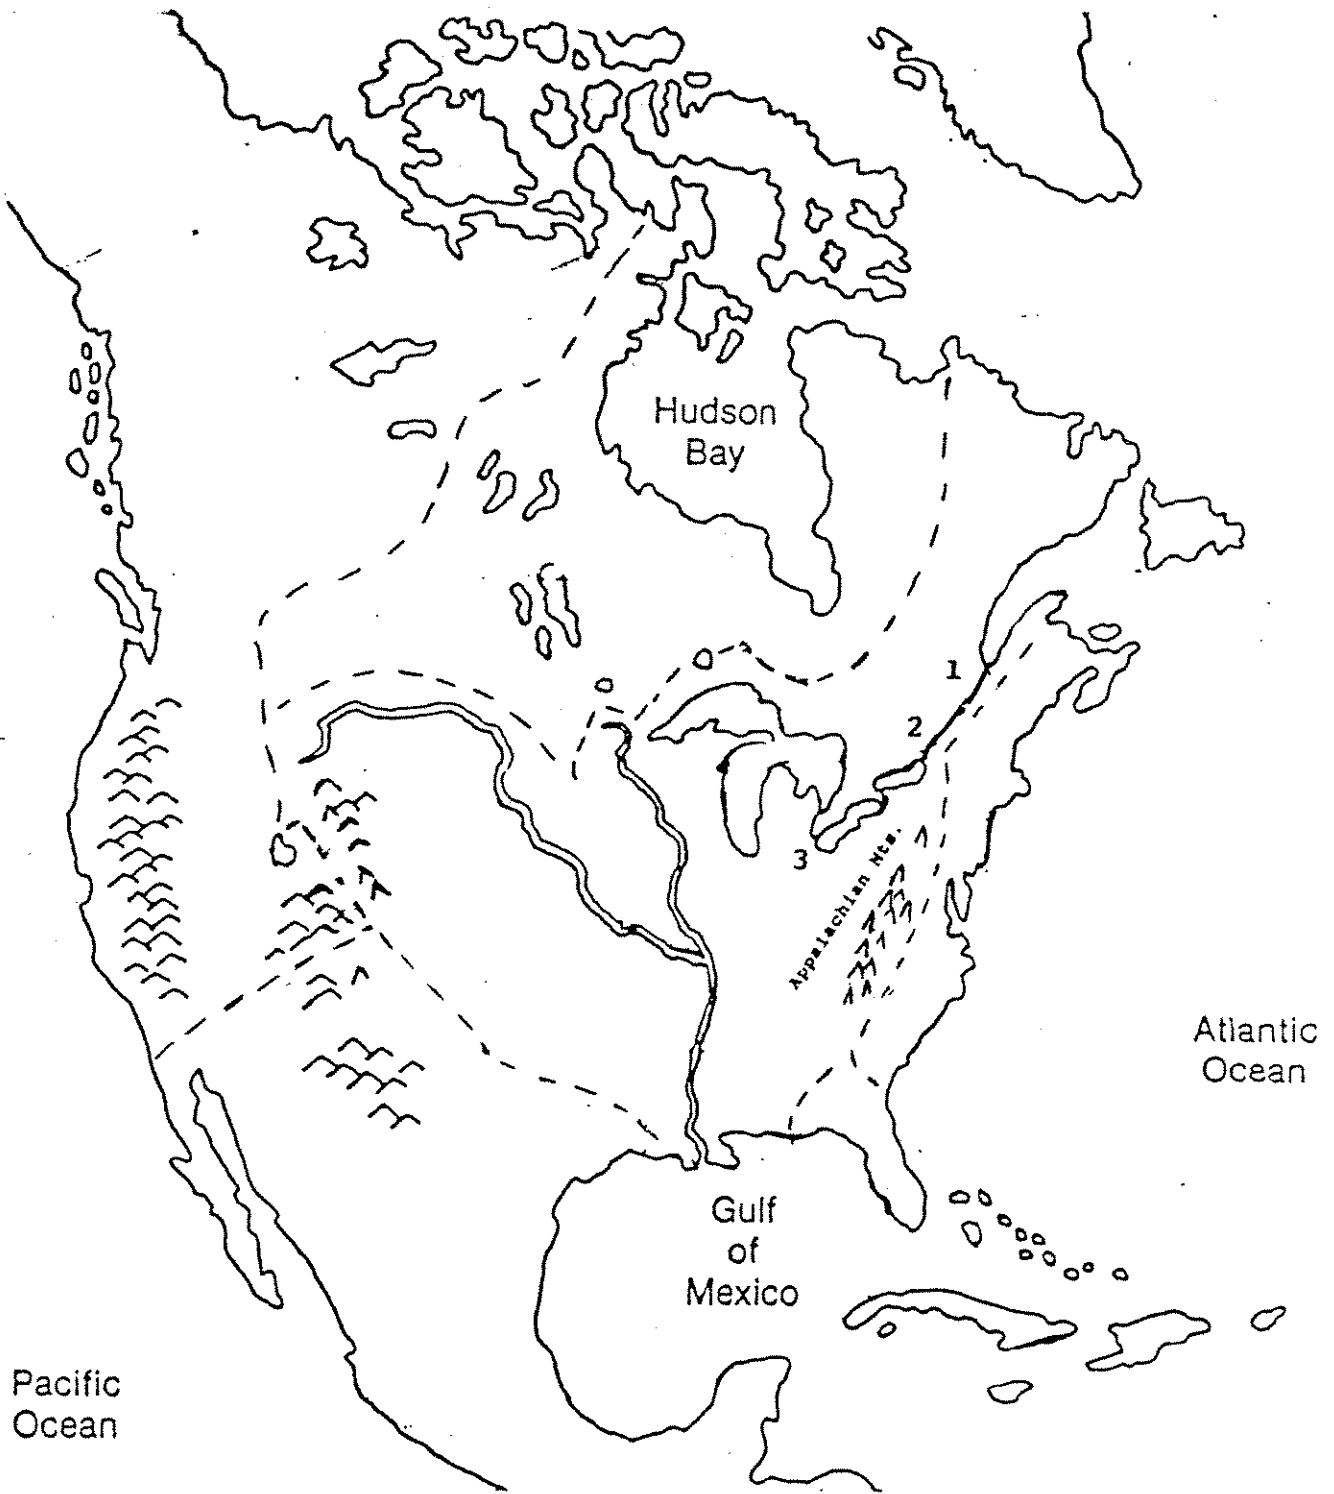 Hudson
Bay
1
2
3
Appalachian Mts.
Atlantic
Ocean
Gulf
of
Mexico
Pacific
Ocean